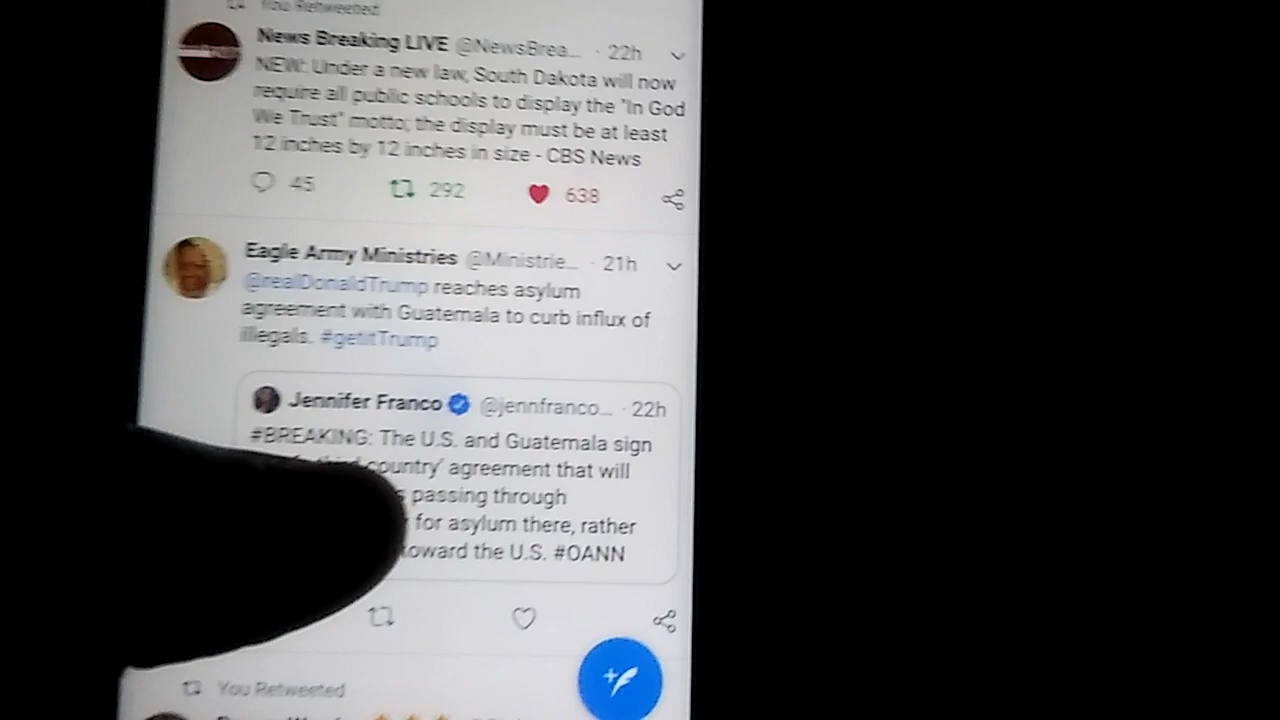 You Retweeted
News Breaking LIVE @NewsBrea... · 22h
NEW: Under a new law, South Dakota will now
require all public schools to display the "In God
We Trust" motto; the display must be at least
12 inches by 12 inches in size - CBS News
45 292 638
Eagle Army Ministries @Ministrie... · 21h
@realDonaldTrump reaches asylum
agreement with Guatemala to curb influx of
illegals. #getitTrump
Jennifer Franco @jennfranco... · 22h
#BREAKING: The U.S. and Guatemala sign
country' agreement that will
passing through
for asylum there, rather
toward the U.S. #OANN
You Retweeted